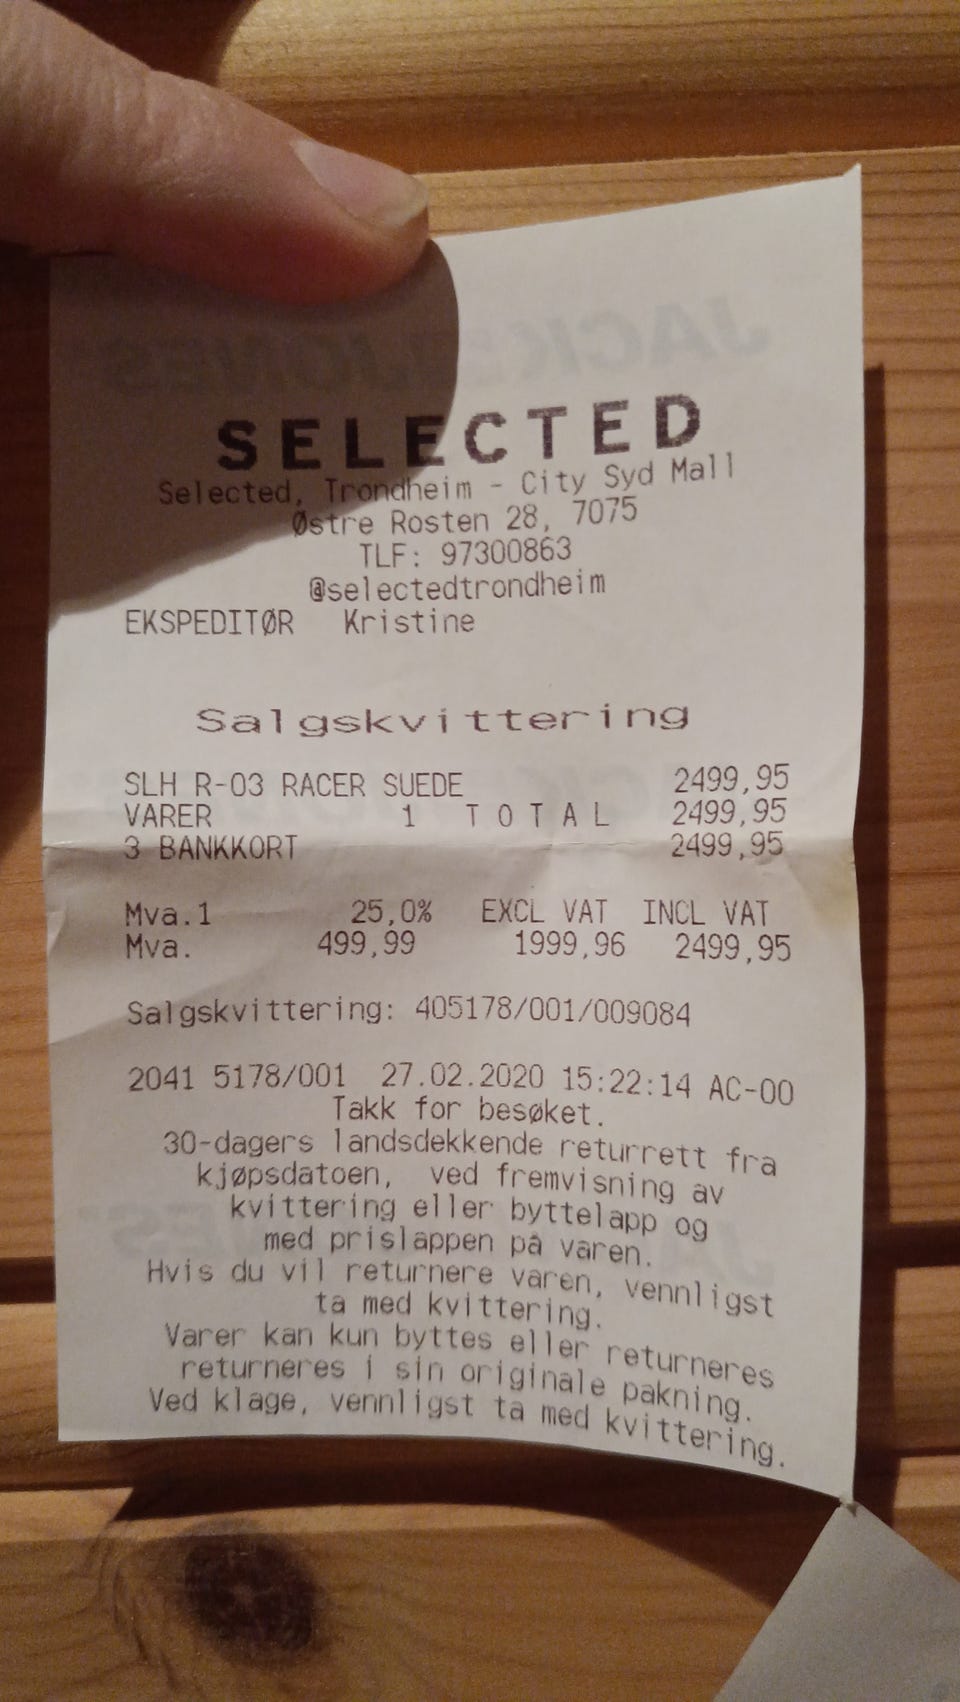 SELECTED
Selected, Trondheim - City Syd Mall
Østre Rosten 28, 7075
TLF: 97300863
@selectedtrondheim
EKSPEDITØR Kristine
Salgskvittering
SLH R-03 RACER SUEDE 2499,95
VARER 1 T O T A L 2499,95
3 BANKKORT 2499,95
Mva.1 25,0% EXCL VAT INCL VAT
Mva. 499,99 1999,96 2499,95
Salgskvittering: 405178/001/009084
2041 5178/001 27.02.2020 15:22:14 AC-00
Takk for besøket.
30-dagers landsdekkende returrett fra
kjøpsdatoen, ved fremvisning av
kvittering eller byttelapp og
med prislappen på varen.
Hvis du vil returnere varen, vennligst
ta med kvittering.
Varer kan kun byttes eller returneres
returneres i sin originale pakning.
Ved klage, vennligst ta med kvittering.